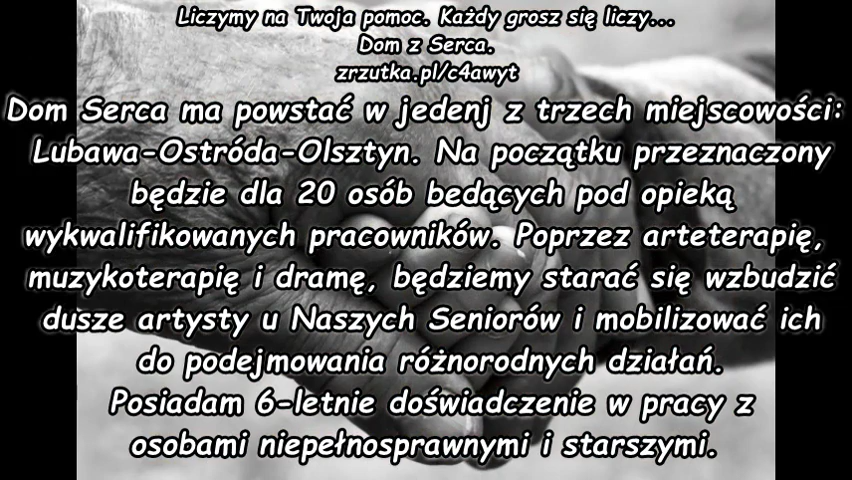 Liczymy na Twoja pomoc. Każdy grosz się liczy...
Dom z Serca.
zrzutka.pl/c4awyt
Dom Serca ma powstać w jedenj z trzech miejscowości:
Lubawa-Ostróda-Olsztyn. Na początku przeznaczony
będzie dla 20 osób bedących pod opieką
wykwalifikowanych pracowników. Poprzez arteterapię,
muzykoterapię i dramę, będziemy starać się wzbudzić
dusze artysty u Naszych Seniorów i mobilizować ich
do podejmowania różnorodnych działań.
Posiadam 6-letnie doświadczenie w pracy z
osobami niepełnosprawnymi i starszymi.